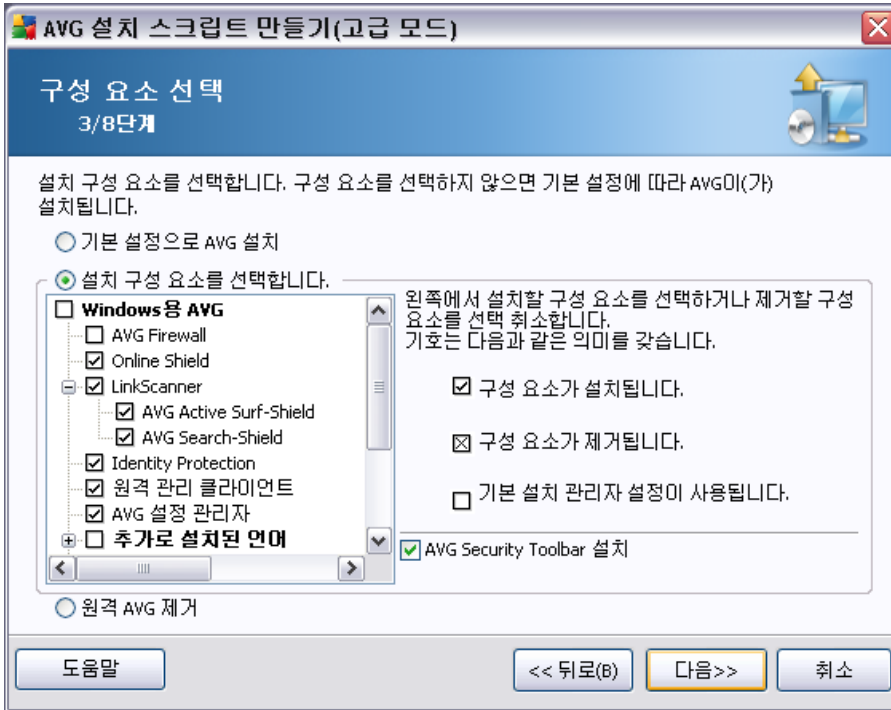 AVG 설치 스크립트 만들기(고급 모드)
구성 요소 선택
3/8단계
설치 구성 요소를 선택합니다. 구성 요소를 선택하지 않으면 기본 설정에 따라 AVG이(가)
설치됩니다.
기본 설정으로 AVG 설치
설치 구성 요소를 선택합니다.
Windows용 AVG
AVG Firewall
Online Shield
LinkScanner
AVG Active Surf-Shield
AVG Search-Shield
Identity Protection
원격 관리 클라이언트
AVG 설정 관리자
추가로 설치된 언어
왼쪽에서 설치할 구성 요소를 선택하거나 제거할 구성
요소를 선택 취소합니다.
기호는 다음과 같은 의미를 갖습니다.
구성 요소가 설치됩니다.
구성 요소가 제거됩니다.
기본 설치 관리자 설정이 사용됩니다.
AVG Security Toolbar 설치
원격 AVG 제거
도움말
<< 뒤로(B)
다음>>
취소